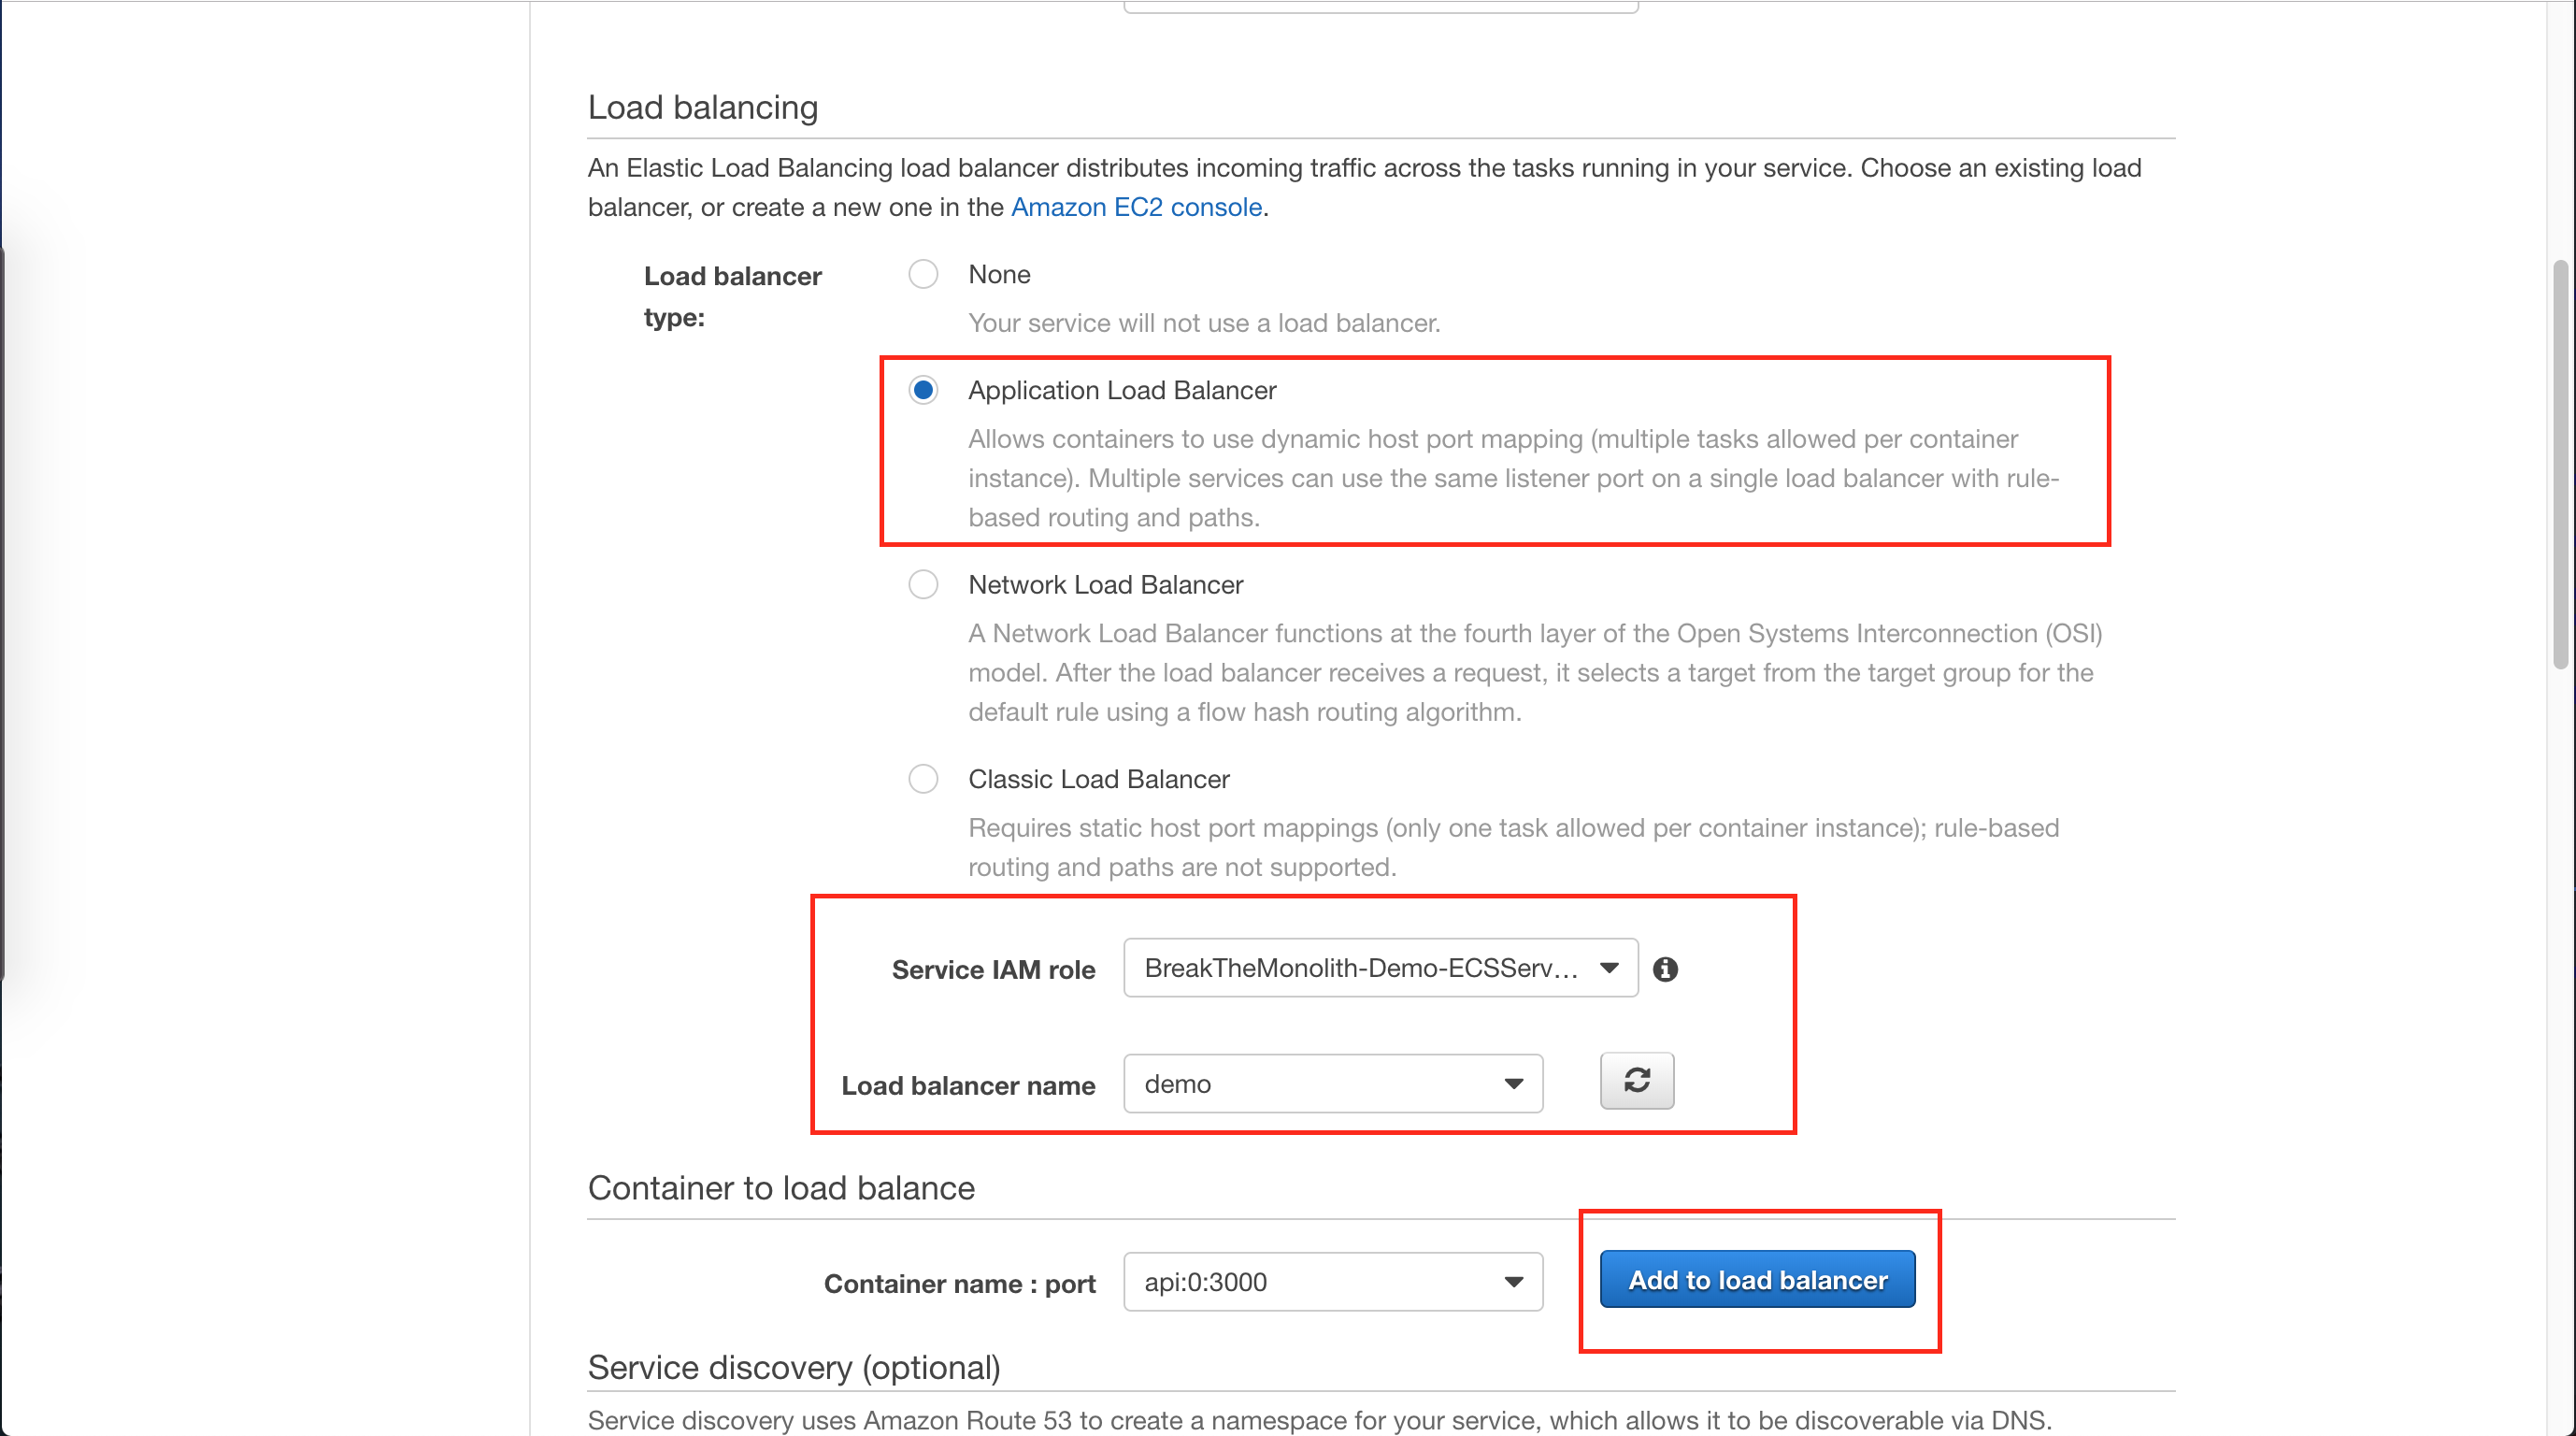 Load balancing
An Elastic Load Balancing load balancer distributes incoming traffic across the tasks running in your service. Choose an existing load
balancer, or create a new one in the Amazon EC2 console.
Load balancer
type:
None
Your service will not use a load balancer.
Application Load Balancer
Allows containers to use dynamic host port mapping (multiple tasks allowed per container
instance). Multiple services can use the same listener port on a single load balancer with rule-
based routing and paths.
Network Load Balancer
A Network Load Balancer functions at the fourth layer of the Open Systems Interconnection (OSI)
model. After the load balancer receives a request, it selects a target from the target group for the
default rule using a flow hash routing algorithm.
Classic Load Balancer
Requires static host port mappings (only one task allowed per container instance); rule-based
routing and paths are not supported.
Service IAM role BreakTheMonolith-Demo-ECSServ...
Load balancer name demo
Container to load balance
Container name : port api:0:3000 Add to load balancer
Service discovery (optional)
Service discovery uses Amazon Route 53 to create a namespace for your service, which allows it to be discoverable via DNS.